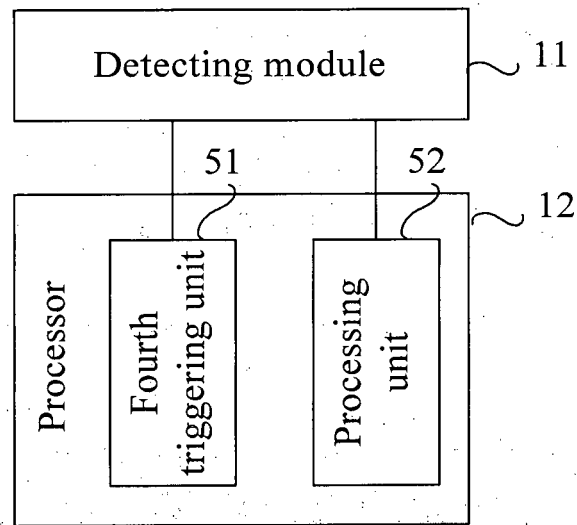 Detecting module
11
51
52
12
Processor
Fourth
triggering unit
Processing
unit